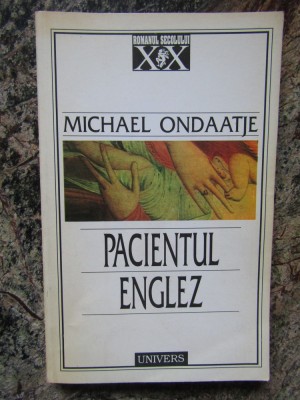 ROMANUL SECOLULUI
XX
MICHAEL ONDAATJE
PACIENTUL
ENGLEZ
UNIVERS